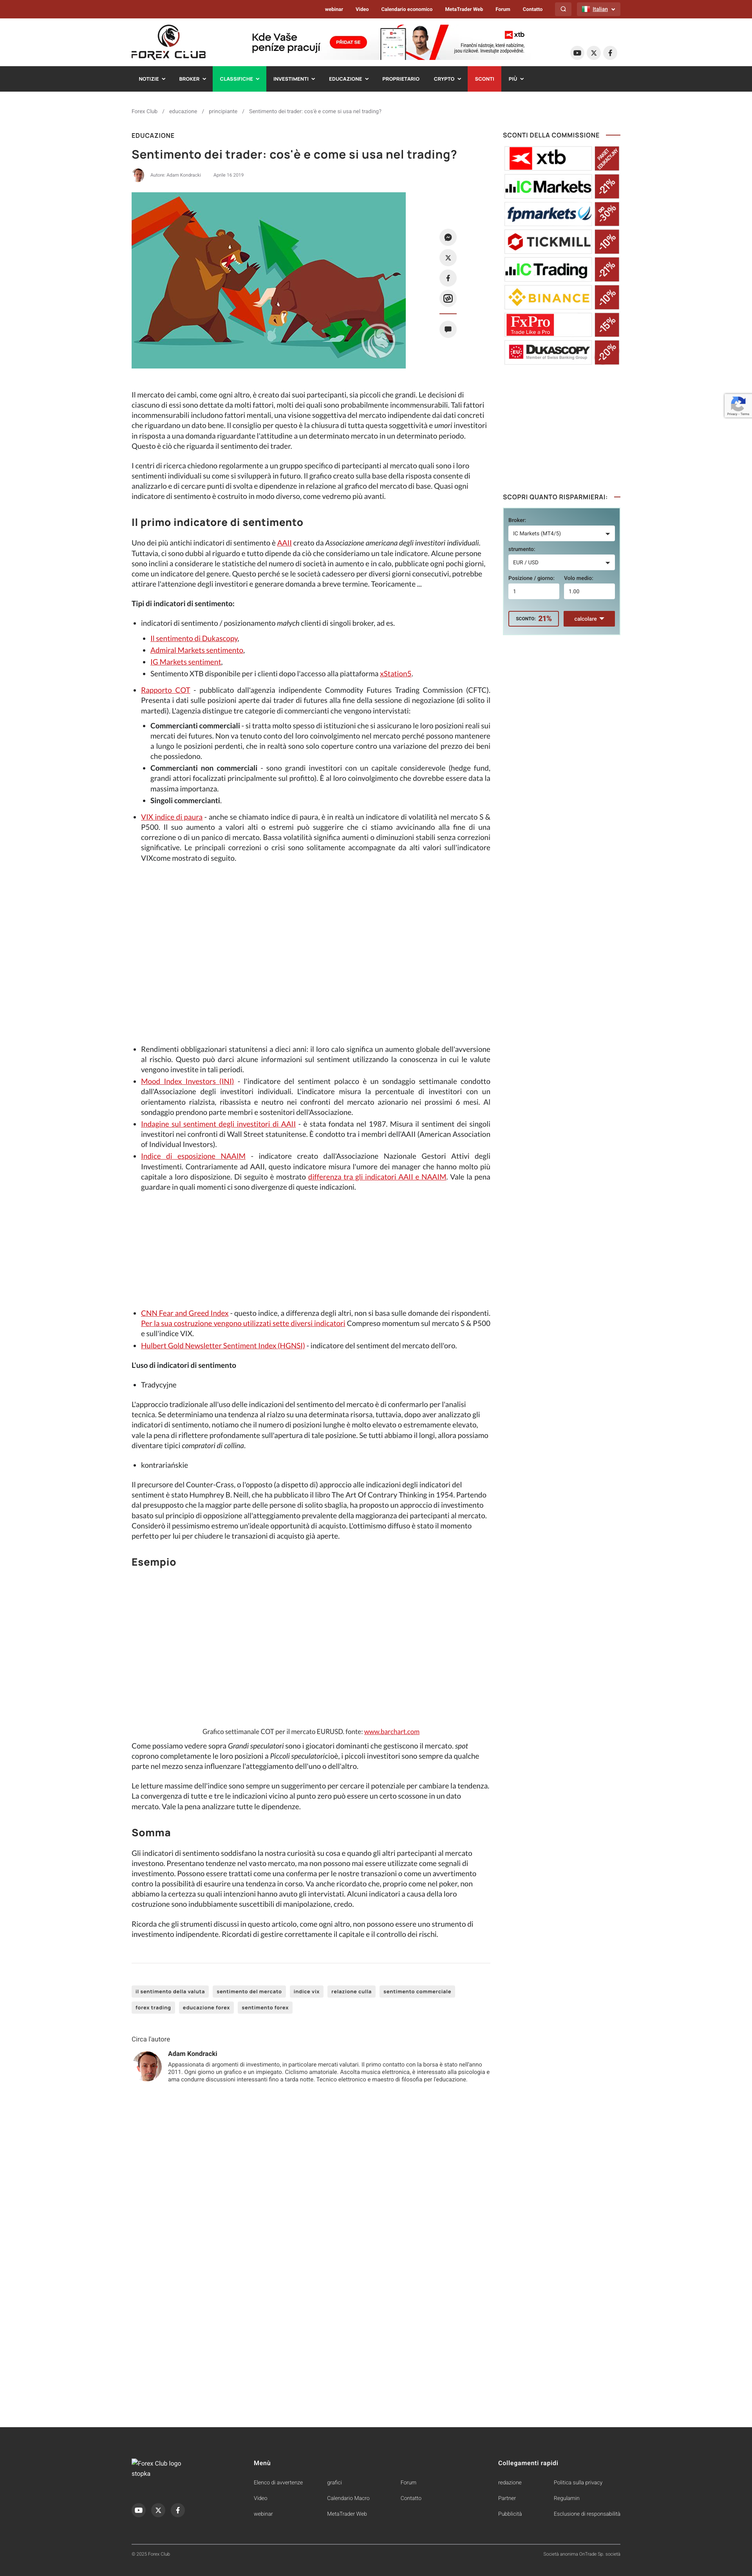 webinar Video Calendario economico MetaTrader Web Forum Contatto Italian
FOREX CLUB
Kde Vaše
peníze pracují
PŘIDAT SE
xtb
Finanční nástroje, které nabízíme,
jsou rizikové. Investujte zodpovědně.
NOTIZIE BROKER CLASSIFICHE INVESTIMENTI EDUCAZIONE PROPRIETARIO CRYPTO SCONTI PIÙ
Forex Club / educazione / principiante / Sentimento dei trader: cos'è e come si usa nel trading?
EDUCAZIONE
Sentimento dei trader: cos'è e come si usa nel trading?
Autore: Adam Kondracki Aprile 16 2019
Il mercato dei cambi, come ogni altro, è creato dai suoi partecipanti, sia piccoli che grandi. Le decisioni di
ciascuno di essi sono dettate da molti fattori, molti dei quali sono probabilmente incommensurabili. Tali fattori
incommensurabili includono fattori mentali, una visione soggettiva del mercato indipendente dai dati concreti
che lo riguardano o uno stato bene. Il consiglio per questo è la chiusura di tutta questa soggettività e umori investitori
in risposta a una domanda riguardante l'attitudine a un determinato mercato in un determinato periodo.
Questo è ciò che riguarda il sentimento dei trader.
I centri di ricerca chiedono regolarmente a un gruppo specifico di partecipanti al mercato quali sono i loro
sentimenti individuali su come si svilupperà in futuro. Il grafico creato sulla base della risposta consente di
analizzarlo e di cercare punti di svolta e dipendenze in relazione al grafico del mercato di base. Quasi ogni
indicatore di sentimento è costruito in modo diverso, come vedremo più avanti.
Il primo indicatore di sentimento
Uno dei più antichi indicatori di sentimento è AAII creato da Associazione americana degli investitori individuali.
Tuttavia, ci sono dubbi al riguardo e tutto dipende da ciò che consideriamo un tale indicatore. Alcune persone
sono inclini a considerarlo le statistiche di società che conducono sondaggi sociali, in cui poniamo, tra gli altri,
come un indicatore del genere. Questo perché se le società cadessero per diversi giorni consecutivi, potrebbe
attirare l'attenzione degli investitori e generare domanda a breve termine. Teoricamente ...
Tipi di indicatori di sentimento:
indicatori di sentimento / posizionamento małych clienti di singoli broker, ad es.
Il sentimento di Dukascopy,
Admiral Markets sentimento,
IG Markets sentiment,
Sentimento XTB disponibile per i clienti dopo l'accesso alla piattaforma xStation5.
Rapporto COT - pubblicato dall'agenzia indipendente Commodity Futures Trading Commission (CFTC).
Presenta i dati sulle posizioni aperte dai trader di futures alla fine della sessione di negoziazione (di solito il
martedì). L'agenzia distingue tre categorie di commercianti che vengono intervistati:
Commercianti commerciali - si tratta molto spesso di istituzioni che si assicurano le loro posizioni reali sui
mercati dei futures. Non va tenuto conto del loro coinvolgimento nel mercato perché possono mantenere
a lungo le posizioni perdenti, che in realtà sono solo coperture contro una variazione del prezzo dei beni
che possiedono.
Commercianti non commerciali - sono grandi investitori con un capitale considerevole (hedge fund,
grandi attori focalizzati principalmente sul profitto). È al loro coinvolgimento che dovrebbe essere data la
massima importanza.
Singoli commercianti.
VIX indice di paura - anche se chiamato indice di paura, è in realtà un indicatore di volatilità nel mercato S &
P500. Il suo aumento a valori alti o estremi può suggerire che ci stiamo avvicinando alla fine di una
correzione o di un panico di mercato. Bassa volatilità significa aumenti o diminuzioni stabili senza correzioni
significative. Le principali correzioni o crisi sono solitamente accompagnate da alti valori sull'indicatore
VIXcome mostrato di seguito.
Rendimenti obbligazionari statunitensi a dieci anni: il loro calo significa un aumento globale dell'avversione
al rischio. Questo può darci alcune informazioni sul sentiment utilizzando la conoscenza in cui le valute
vengono investite in tali periodi.
Mood Index Investors (INI) - l'indicatore del sentiment polacco è un sondaggio settimanale condotto
dall'Associazione degli investitori individuali. L'indicatore misura la percentuale di investitori con un
orientamento rialzista, ribassista e neutro nei confronti del mercato azionario nei prossimi 6 mesi. Al
sondaggio prendono parte membri e sostenitori dell'Associazione.
Indagine sul sentiment degli investitori di AAII - è stata fondata nel 1987. Misura il sentiment dei singoli
investitori nei confronti di Wall Street statunitense. È condotto tra i membri dell'AAII (American Association
of Individual Investors).
Indice di esposizione NAAIM - indicatore creato dall'Associazione Nazionale Gestori Attivi degli
Investimenti. Contrariamente ad AAII, questo indicatore misura l'umore dei manager che hanno molto più
capitale a loro disposizione. Di seguito è mostrato differenza tra gli indicatori AAII e NAAIM. Vale la pena
guardare in quali momenti ci sono divergenze di queste indicazioni.
CNN Fear and Greed Index - questo indice, a differenza degli altri, non si basa sulle domande dei rispondenti.
Per la sua costruzione vengono utilizzati sette diversi indicatori Compreso momentum sul mercato S & P500
e sull'indice VIX.
Hulbert Gold Newsletter Sentiment Index (HGNSI) - indicatore del sentiment del mercato dell'oro.
L'uso di indicatori di sentimento
Tradycyjne
L'approccio tradizionale all'uso delle indicazioni del sentimento del mercato è di confermarlo per l'analisi
tecnica. Se determiniamo una tendenza al rialzo su una determinata risorsa, tuttavia, dopo aver analizzato gli
indicatori di sentimento, notiamo che il numero di posizioni lunghe è molto elevato o estremamente elevato,
vale la pena di riflettere profondamente sull'apertura di tale posizione. Se tutti abbiamo il longi, allora possiamo
diventare tipici compratori di collina.
kontrariańskie
Il precursore del Counter-Crass, o l'opposto (a dispetto di) approccio alle indicazioni degli indicatori del
sentiment è stato Humphrey B. Neill, che ha pubblicato il libro The Art Of Contrary Thinking in 1954. Partendo
dal presupposto che la maggior parte delle persone di solito sbaglia, ha proposto un approccio di investimento
basato sul principio di opposizione all'atteggiamento prevalente della maggioranza dei partecipanti al mercato.
Considerò il pessimismo estremo un'ideale opportunità di acquisto. L'ottimismo diffuso è stato il momento
perfetto per lui per chiudere le transazioni di acquisto già aperte.
Esempio
Grafico settimanale COT per il mercato EURUSD. fonte: www.barchart.com
Come possiamo vedere sopra Grandi speculatori sono i giocatori dominanti che gestiscono il mercato. spot
coprono completamente le loro posizioni a Piccoli speculatoricioè, i piccoli investitori sono sempre da qualche
parte nel mezzo senza influenzare l'atteggiamento dell'uno o dell'altro.
Le letture massime dell'indice sono sempre un suggerimento per cercare il potenziale per cambiare la tendenza.
La convergenza di tutte e tre le indicazioni vicino al punto zero può essere un certo scossone in un dato
mercato. Vale la pena analizzare tutte le dipendenze.
Somma
Gli indicatori di sentimento soddisfano la nostra curiosità su cosa e quando gli altri partecipanti al mercato
investono. Presentano tendenze nel vasto mercato, ma non possono mai essere utilizzate come segnali di
investimento. Possono essere trattati come una conferma per le nostre transazioni o come un avvertimento
contro la possibilità di esaurire una tendenza in corso. Va anche ricordato che, proprio come nel poker, non
abbiamo la certezza su quali intenzioni hanno avuto gli intervistati. Alcuni indicatori a causa della loro
costruzione sono indubbiamente suscettibili di manipolazione, credo.
Ricorda che gli strumenti discussi in questo articolo, come ogni altro, non possono essere uno strumento di
investimento indipendente. Ricordati di gestire correttamente il capitale e il controllo dei rischi.
il sentimento della valuta sentimento del mercato indice vix relazione culla sentimento commerciale
forex trading educazione forex sentimento forex
Circa l'autore
Adam Kondracki
Appassionata di argomenti di investimento, in particolare mercati valutari. Il primo contatto con la borsa è stato nell'anno
2011. Ogni giorno un grafico e un impiegato. Ciclismo amatoriale. Ascolta musica elettronica, è interessato alla psicologia e
ama condurre discussioni interessanti fino a tarda notte. Tecnico elettronico e maestro di filosofia per l'educazione.
SCONTI DELLA COMMISSIONE
xtb PAKIET EDUKACYJNY
ICMarkets -21%
fpmarkets do -30%
TICKMILL -10%
IC Trading -21%
BINANCE -10%
FxPro Trade Like a Pro -15%
DUKASCOPY Member of Swiss Banking Group -20%
SCOPRI QUANTO RISPARMIERAI:
Broker:
IC Markets (MT4/5)
strumento:
EUR / USD
Posizione / giorno: Volo medio:
1 1.00
SCONTO: 21% calcolare
Privacy - Terms
Forex Club logo
stopka
Menù
Elenco di avvertenze grafici Forum
Video Calendario Macro Contatto
webinar MetaTrader Web
Collegamenti rapidi
redazione Politica sulla privacy
Partner Regulamin
Pubblicità Esclusione di responsabilità
© 2025 Forex Club Società anonima OnTrade Sp. società